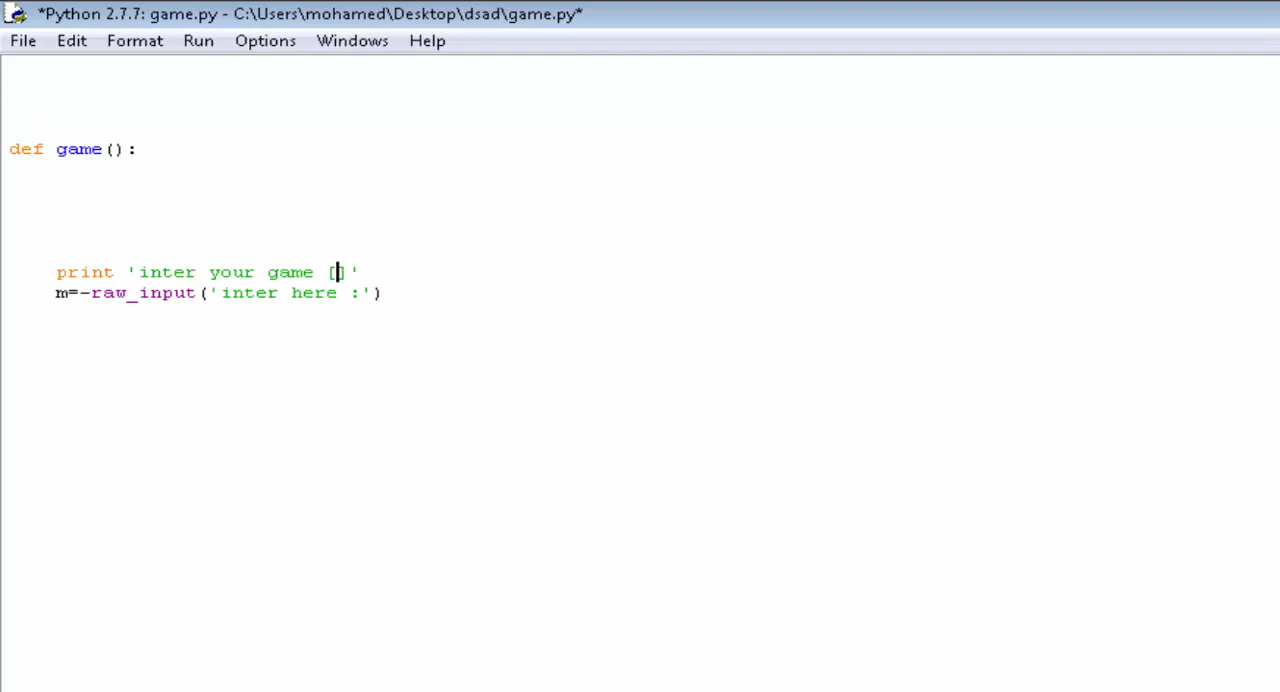 *Python 2.7.7: game.py - C:\Users\mohamed\Desktop\dsad\game.py*
File Edit Format Run Options Windows Help
def game():
print 'inter your game []'
m=-raw_input('inter here :')